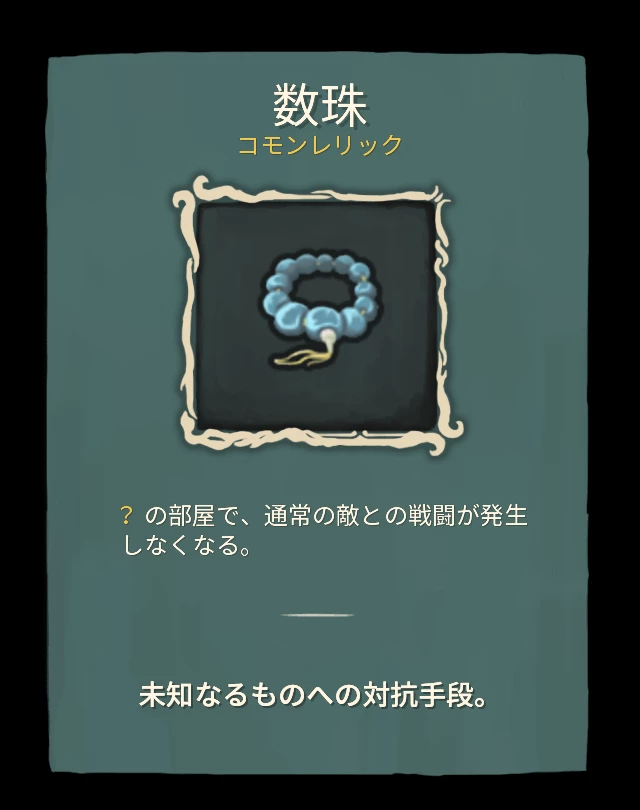 数珠
コモンレリック
？ の部屋で、通常の敵との戦闘が発生
しなくなる。
未知なるものへの対抗手段。